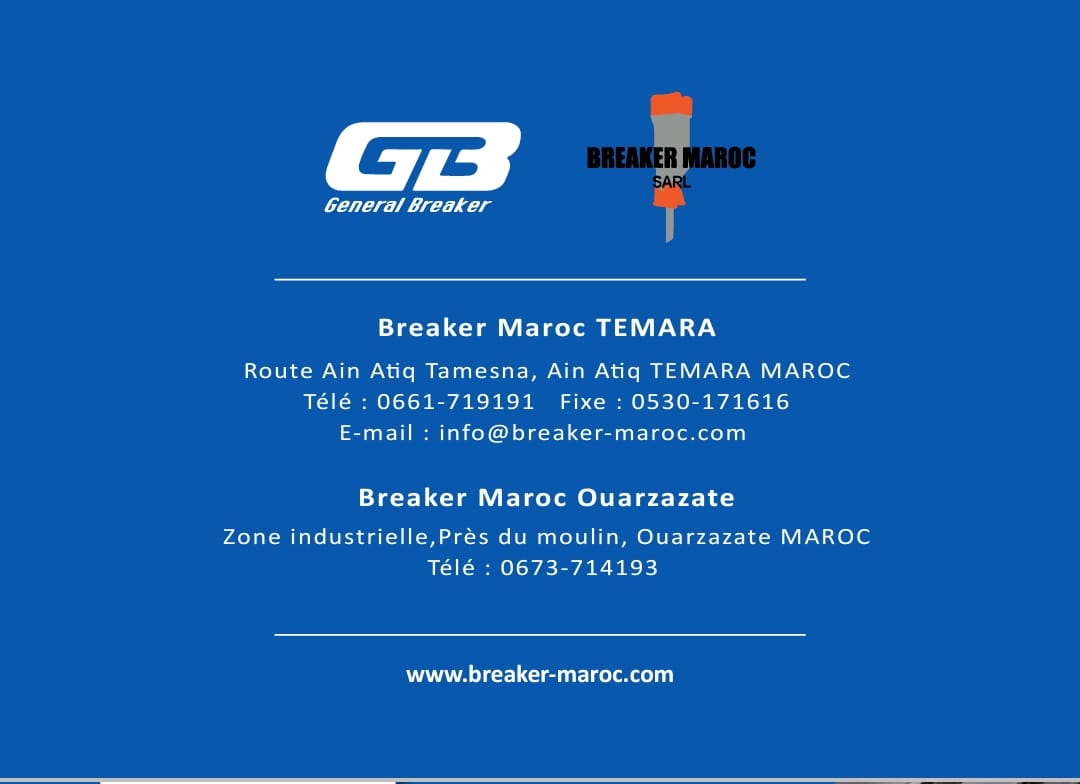 GB
General Breaker
BREAKER MAROC
SARL
Breaker Maroc TEMARA
Route Ain Atiq Tamesna, Ain Atiq TEMARA MAROC
Télé : 0661-719191 Fixe : 0530-171616
E-mail : info@breaker-maroc.com
Breaker Maroc Ouarzazate
Zone industrielle,Près du moulin, Ouarzazate MAROC
Télé : 0673-714193
www.breaker-maroc.com